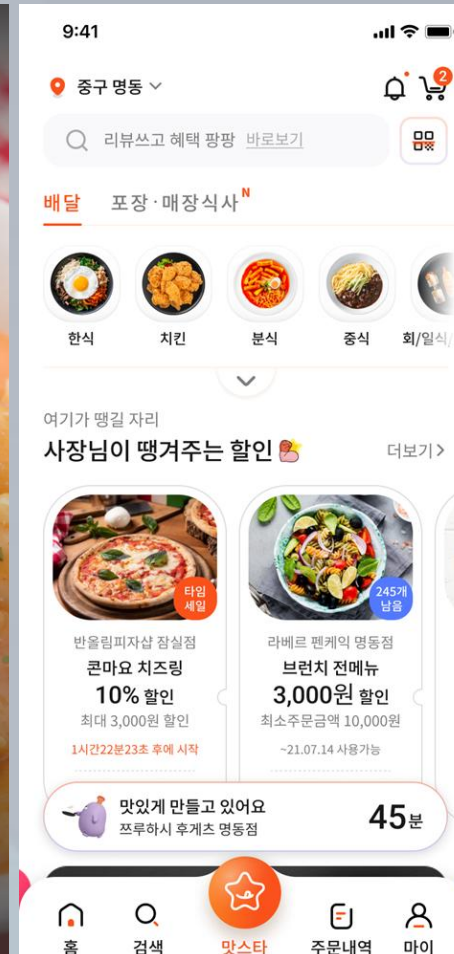 9:41
중구 명동
2
리뷰쓰고 혜택 팡팡 바로보기
배달 포장·매장식사 N
한식 치킨 분식 중식 회/일식/
여기가 땡길 자리
사장님이 땡겨주는 할인 더보기
타임
세일
반올림피자샵 잠실점
콘마요 치즈링
10% 할인
최대 3,000원 할인
1시간22분23초 후에 시작
245개
남음
라베르 펜케익 명동점
브런치 전메뉴
3,000원 할인
최소주문금액 10,000원
~21.07.14 사용가능
맛있게 만들고 있어요
쯔루하시 후게츠 명동점
45분
홈 검색 맛스타 주문내역 마이